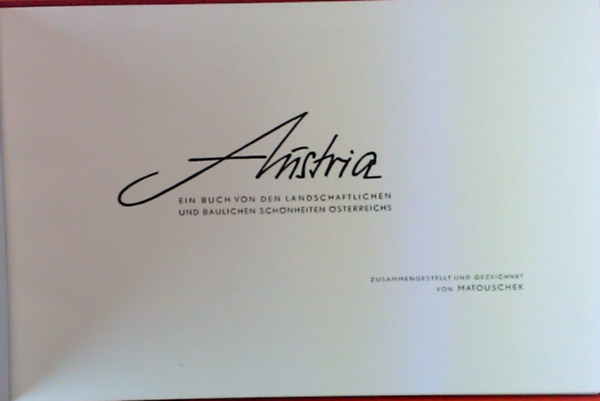 Austria
EIN BUCH VON DEN LANDSCHAFTLICHEN
UND BAULICHEN SCHÖNHEITEN ÖSTERREICHS
ZUSAMMENGESTELLT UND GEZEICHNET
VON MATOUSCHEK